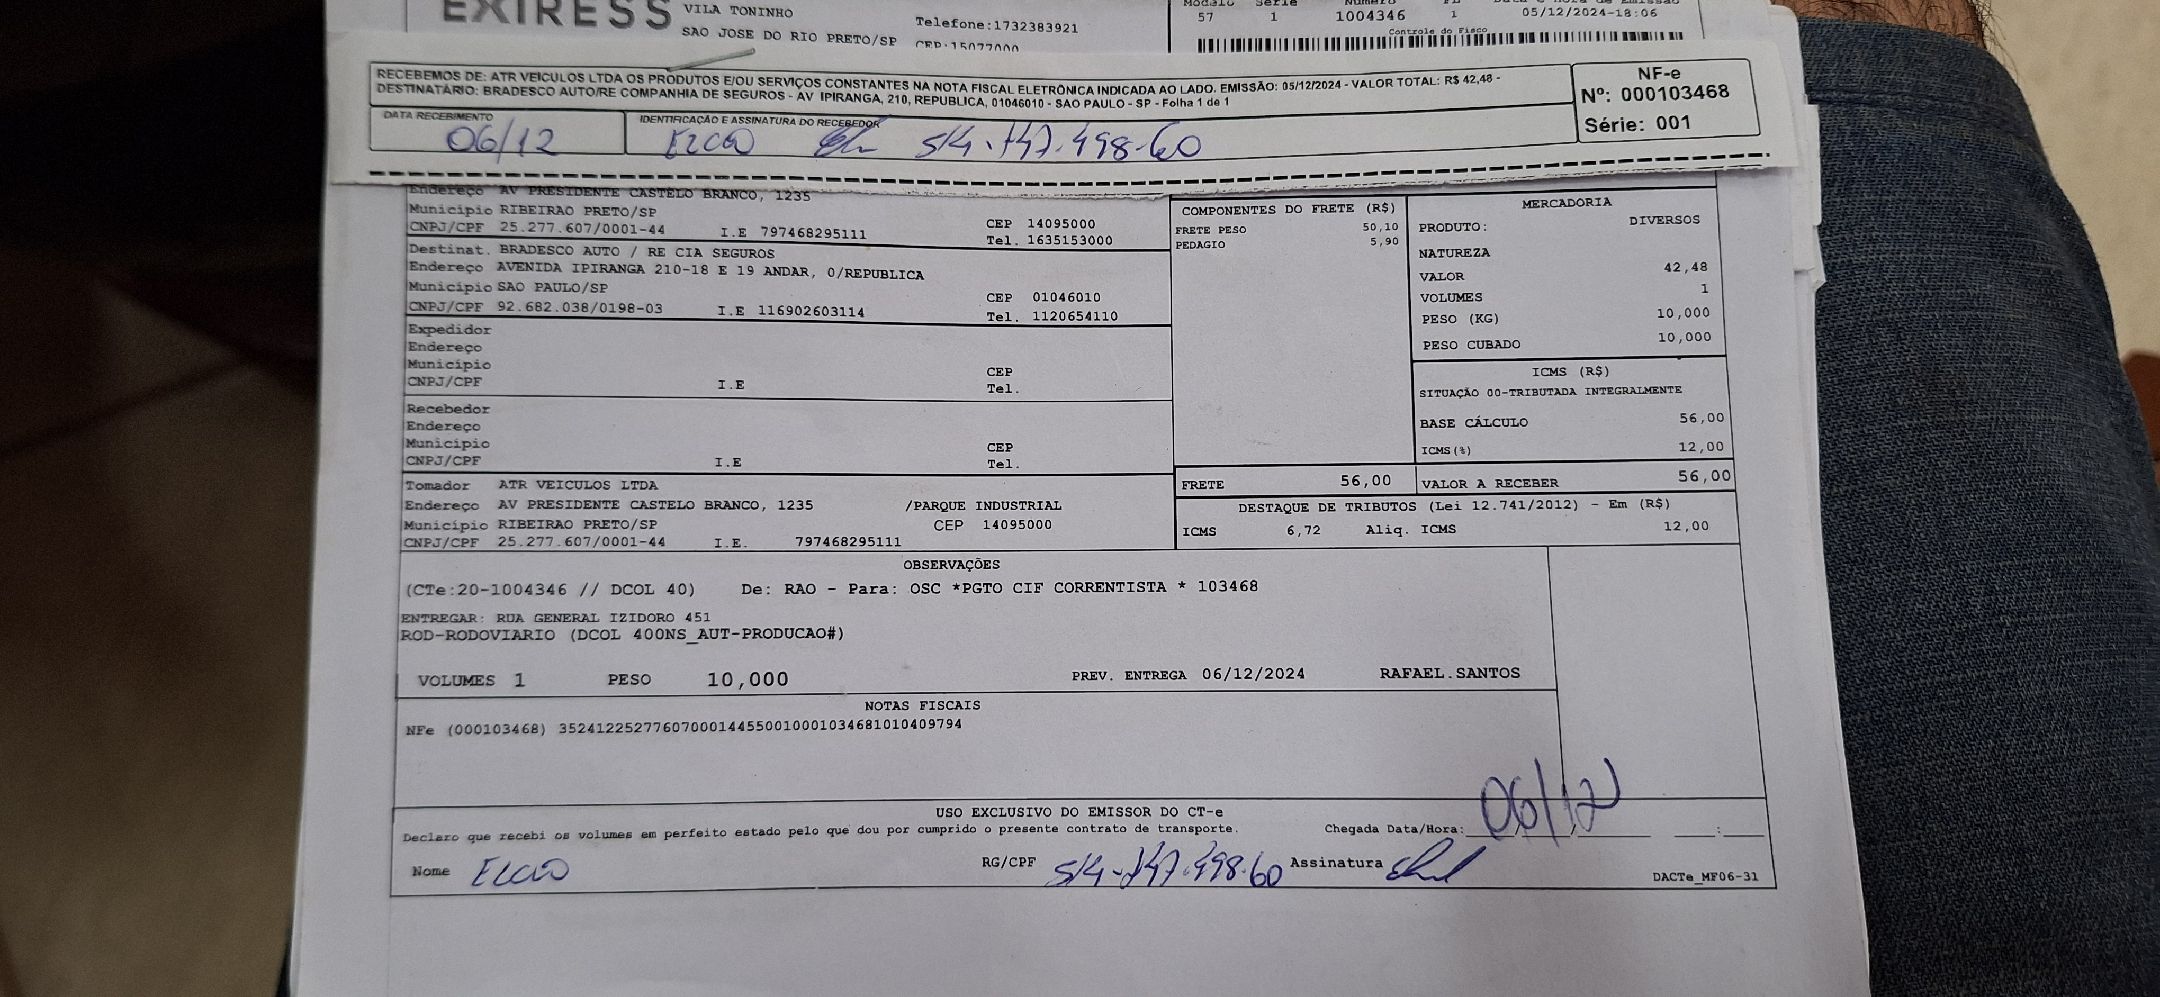 EXPRESS
VILA TONINHO
SAO JOSE DO RIO PRETO/SP
Telefone:1732383921
CEP:15077000
Modelo Serie Numero
57 1 1004346 1 05/12/2024-18:06
Controle do Fisco
RECEBEMOS DE: ATR VEICULOS LTDA OS PRODUTOS E/OU SERVIÇOS CONSTANTES NA NOTA FISCAL ELETRÔNICA INDICADA AO LADO. EMISSÃO: 05/12/2024 - VALOR TOTAL: R$ 42,48 -
DESTINATÁRIO: BRADESCO AUTO/RE COMPANHIA DE SEGUROS - AV IPIRANGA, 210, REPUBLICA, 01046010 - SAO PAULO - SP - Folha 1 de 1
NF-e
Nº: 000103468
Série: 001
DATA RECEBIMENTO
06/12
IDENTIFICAÇÃO E ASSINATURA DO RECEBEDOR
Endereço AV PRESIDENTE CASTELO BRANCO, 1235
Município RIBEIRAO PRETO/SP CEP 14095000
CNPJ/CPF 25.277.607/0001-44 I.E 797468295111 Tel. 1635153000
Destinat. BRADESCO AUTO / RE CIA SEGUROS
Endereço AVENIDA IPIRANGA 210-18 E 19 ANDAR, 0/REPUBLICA
Município SAO PAULO/SP CEP 01046010
CNPJ/CPF 92.682.038/0198-03 I.E 116902603114 Tel. 1120654110
Expedidor
Endereço
Município CEP
CNPJ/CPF I.E Tel.
Recebedor
Endereço
Município CEP
CNPJ/CPF I.E Tel.
Tomador ATR VEICULOS LTDA
Endereço AV PRESIDENTE CASTELO BRANCO, 1235 /PARQUE INDUSTRIAL
Município RIBEIRAO PRETO/SP CEP 14095000
CNPJ/CPF 25.277.607/0001-44 I.E. 797468295111
COMPONENTES DO FRETE (R$)
FRETE PESO 50,10
PEDAGIO 5,90
MERCADORIA
PRODUTO: DIVERSOS
NATUREZA
VALOR 42,48
VOLUMES 1
PESO (KG) 10,000
PESO CUBADO 10,000
ICMS (R$)
SITUAÇÃO 00-TRIBUTADA INTEGRALMENTE
BASE CÁLCULO 56,00
ICMS(%) 12,00
FRETE 56,00 VALOR A RECEBER 56,00
DESTAQUE DE TRIBUTOS (Lei 12.741/2012) - Em (R$)
ICMS 6,72 Aliq. ICMS 12,00
OBSERVAÇÕES
(CTe:20-1004346 // DCOL 40) De: RAO - Para: OSC *PGTO CIF CORRENTISTA * 103468
ENTREGAR: RUA GENERAL IZIDORO 451
ROD-RODOVIARIO (DCOL 400NS_AUT-PRODUCAO#)
VOLUMES 1 PESO 10,000 PREV. ENTREGA 06/12/2024 RAFAEL.SANTOS
NOTAS FISCAIS
NFe (000103468) 35241225277607000144550010001034681010409794
USO EXCLUSIVO DO EMISSOR DO CT-e
Declaro que recebi os volumes em perfeito estado pelo que dou por cumprido o presente contrato de transporte. Chegada Data/Hora: 06/12 :
Nome RG/CPF Assinatura
DACTe_MF06-31